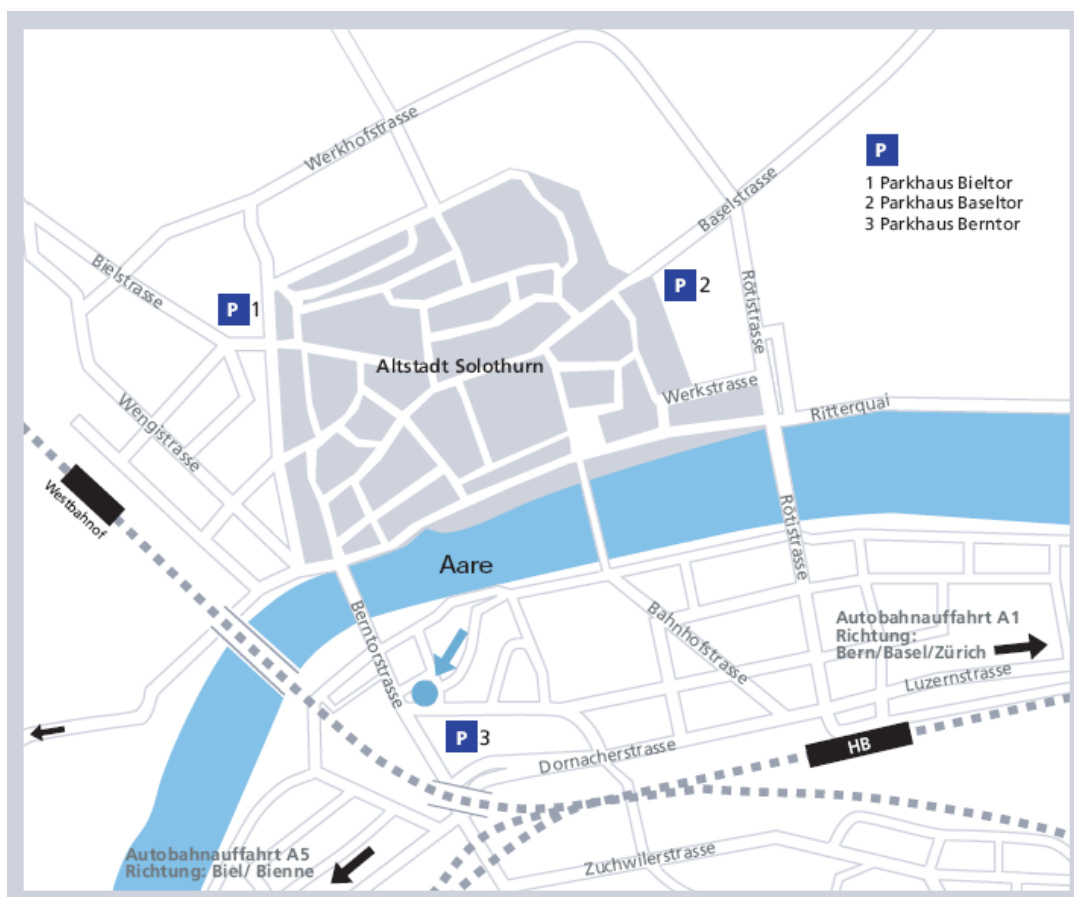 Werkhofstrasse
Baselstrasse
P
1 Parkhaus Bieltor
2 Parkhaus Baseltor
3 Parkhaus Berntor
Bielstrasse
P 1
P 2
Rötistrasse
Altstadt Solothurn
Werkstrasse
Ritterquai
Wengistrasse
Westbahnhof
Rötistrasse
Aare
Berntorstrasse
Bahnhofstrasse
Autobahnauffahrt A1
Richtung:
Bern/Basel/Zürich
Luzernstrasse
P 3
Dornacherstrasse
HB
Autobahnauffahrt A5
Richtung: Biel/ Bienne
Zuchwilerstrasse